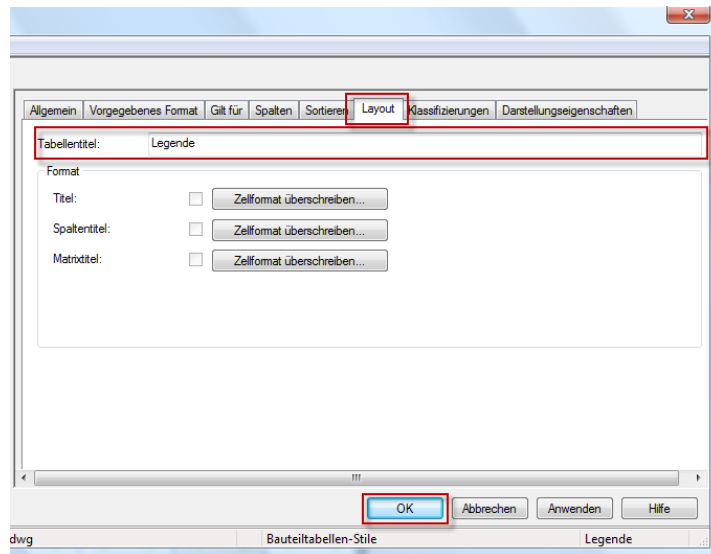 Allgemein Vorgegebenes Format Gilt für Spalten Sortieren Layout Klassifizierungen Darstellungseigenschaften
Tabellentitel: Legende
Format
Titel: Zellformat überschreiben...
Spaltentitel: Zellformat überschreiben...
Matrixtitel: Zellformat überschreiben...
OK Abbrechen Anwenden Hilfe
dwg Bauteiltabellen-Stile Legende